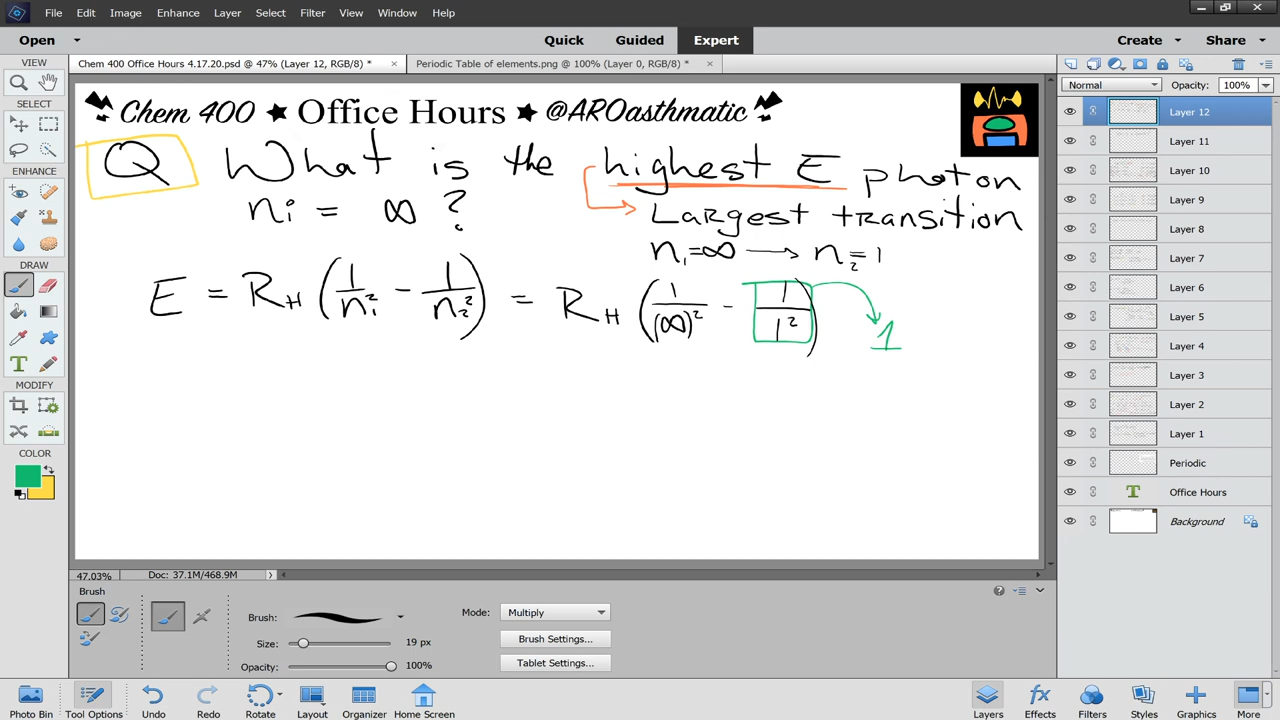 File Edit Image Enhance Layer Select Filter View Window Help
Open Quick Guided Expert Create Share
VIEW
SELECT
ENHANCE
DRAW
MODIFY
COLOR
Chem 400 Office Hours 4.17.20.psd @ 47% (Layer 12, RGB/8) * × Periodic Table of elements.png @ 100% (Layer 0, RGB/8) * ×
Chem 400 ★ Office Hours ★ @AROasthmatic
Q What is the highest E photon
ni = ∞ ?
Largest transition
n₁=∞ → n₂=1
E = R_H (1/n₁² − 1/n₂²) = R_H (1/(∞)² − 1/1²)
1
47.03% Doc: 37.1M/468.9M
Brush
Brush:
Size: 19 px
Opacity: 100%
Mode: Multiply
Brush Settings...
Tablet Settings...
Normal Opacity: 100%
Layer 12
Layer 11
Layer 10
Layer 9
Layer 8
Layer 7
Layer 6
Layer 5
Layer 4
Layer 3
Layer 2
Layer 1
Periodic
T Office Hours
Background
Photo Bin Tool Options Undo Redo Rotate Layout Organizer Home Screen Layers Effects Filters Styles Graphics More